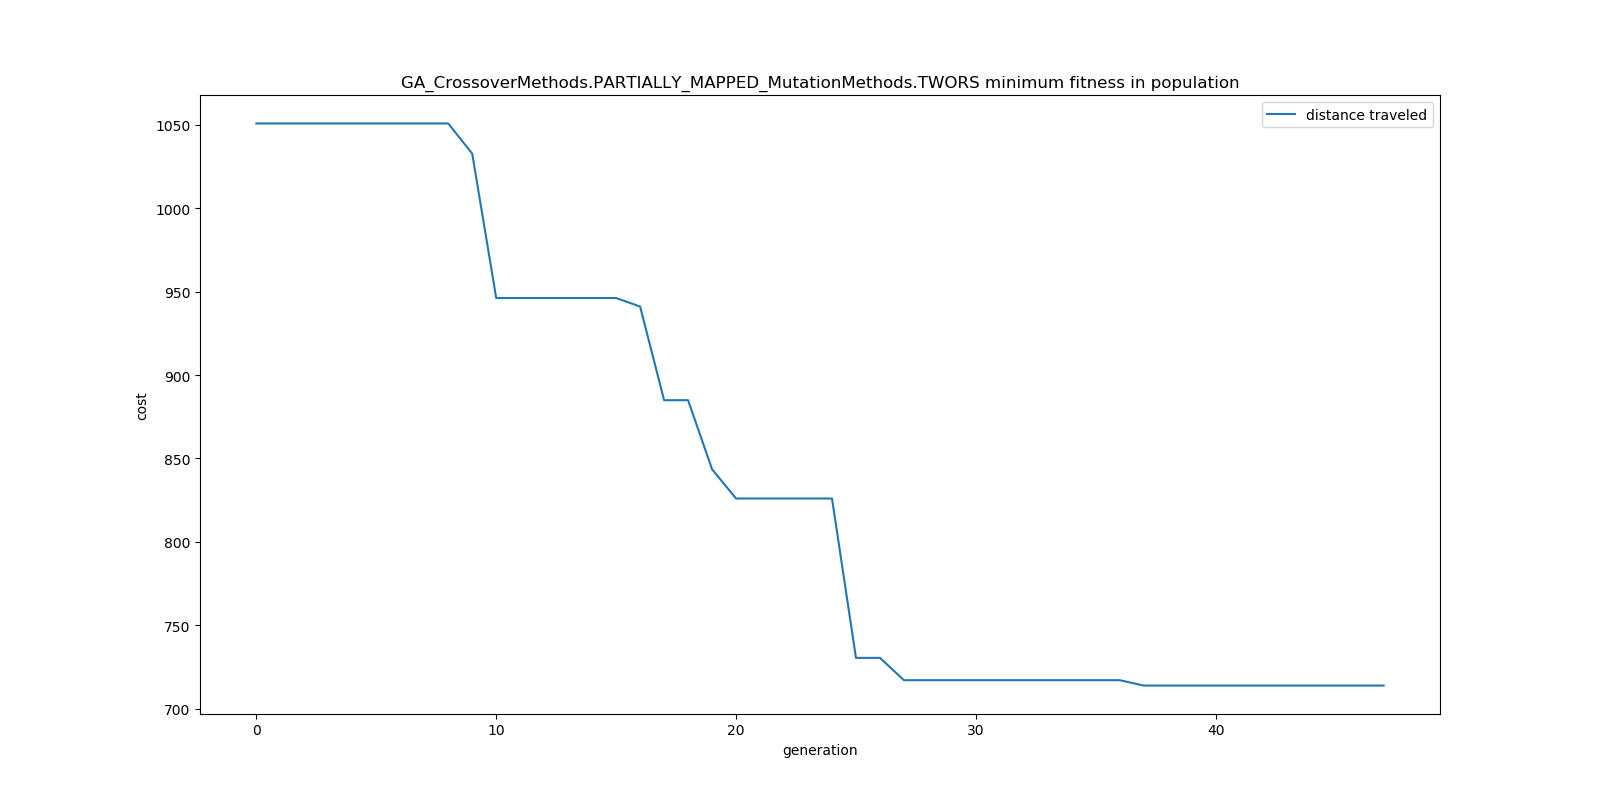 GA_CrossoverMethods.PARTIALLY_MAPPED_MutationMethods.TWORS minimum fitness in population
distance traveled
1050
1000
950
900
850
800
750
700
cost
0 10 20 30 40
generation